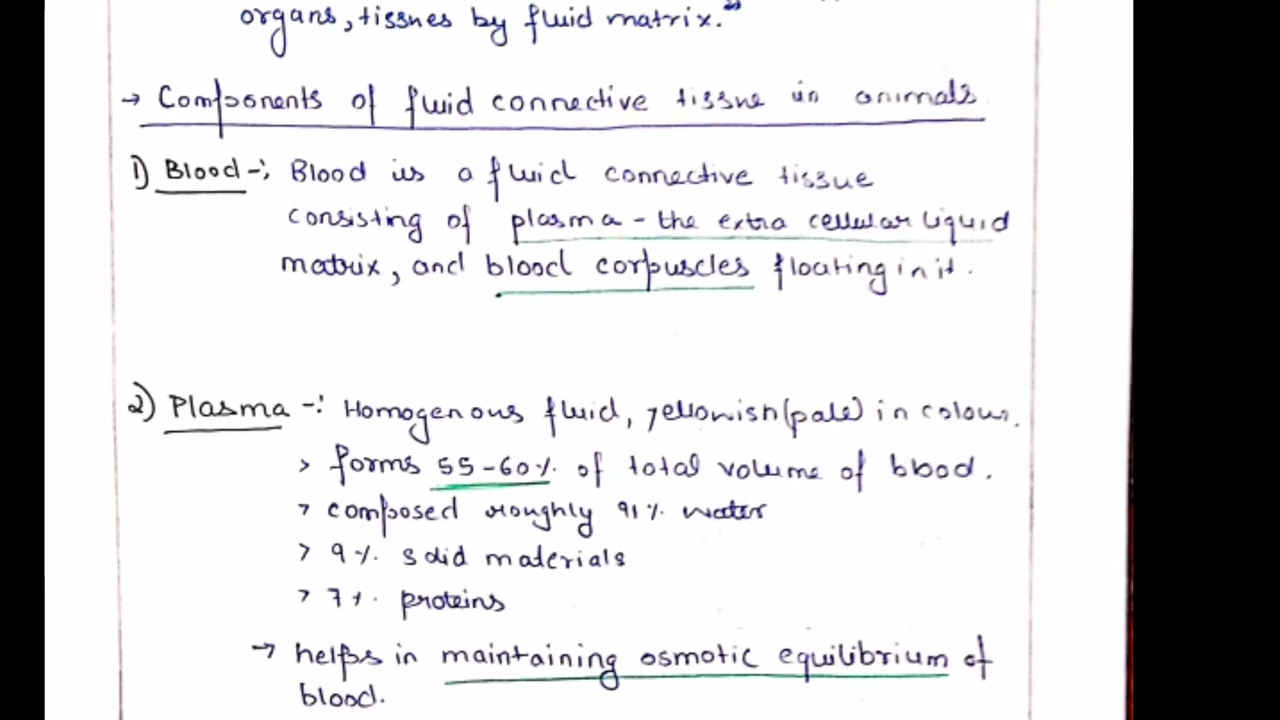 organs, tissues by fluid matrix."
→ Components of fluid connective tissue in animals
1) Blood -: Blood is a fluid connective tissue
consisting of plasma - the extra cellular liquid
matrix, and blood corpuscles floating in it.
2) Plasma -: Homogenous fluid, yellowish (pale) in colour.
> forms 55-60% of total volume of blood.
> composed roughly 91% water
> 9% solid materials
> 7% proteins
→ helps in maintaining osmotic equilibrium of
blood.